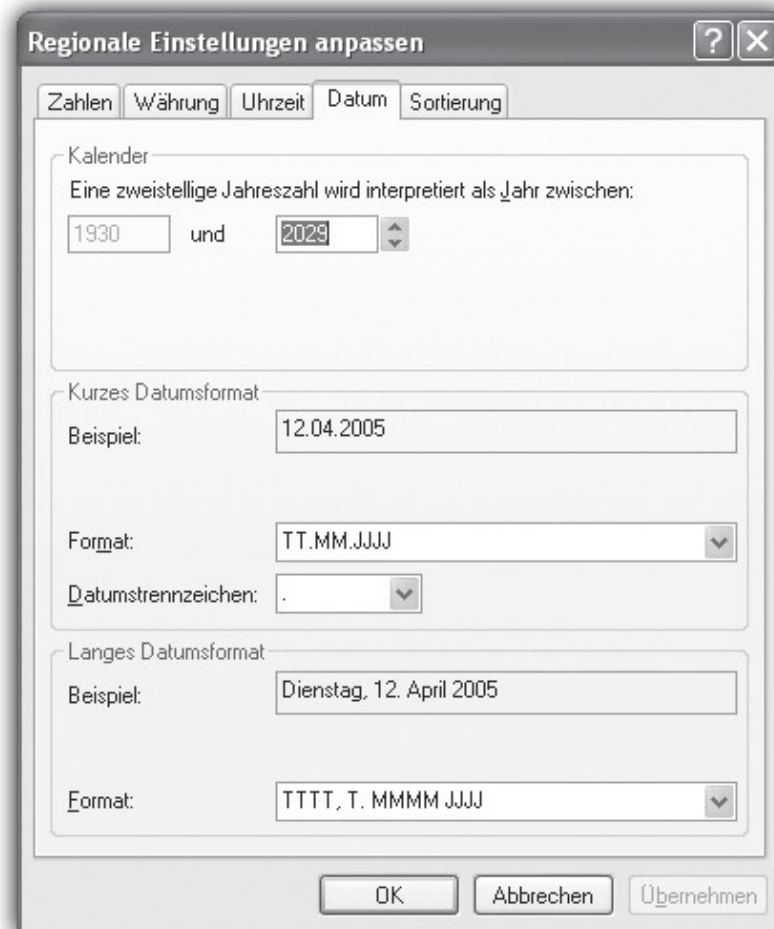 Regionale Einstellungen anpassen
Zahlen Währung Uhrzeit Datum Sortierung
Kalender
Eine zweistellige Jahreszahl wird interpretiert als Jahr zwischen:
1930 und 2029
Kurzes Datumsformat
Beispiel: 12.04.2005
Format: TT.MM.JJJJ
Datumstrennzeichen: .
Langes Datumsformat
Beispiel: Dienstag, 12. April 2005
Format: TTTT, T. MMMM JJJJ
OK Abbrechen Übernehmen